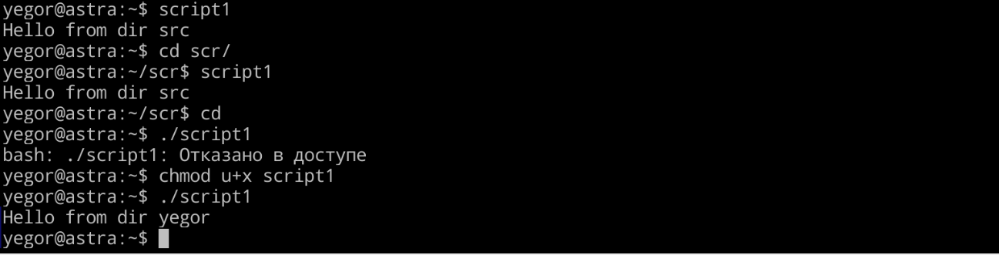 yegor@astra:~$ script1
Hello from dir src
yegor@astra:~$ cd scr/
yegor@astra:~/scr$ script1
Hello from dir src
yegor@astra:~/scr$ cd
yegor@astra:~$ ./script1
bash: ./script1: Отказано в доступе
yegor@astra:~$ chmod u+x script1
yegor@astra:~$ ./script1
Hello from dir yegor
yegor@astra:~$